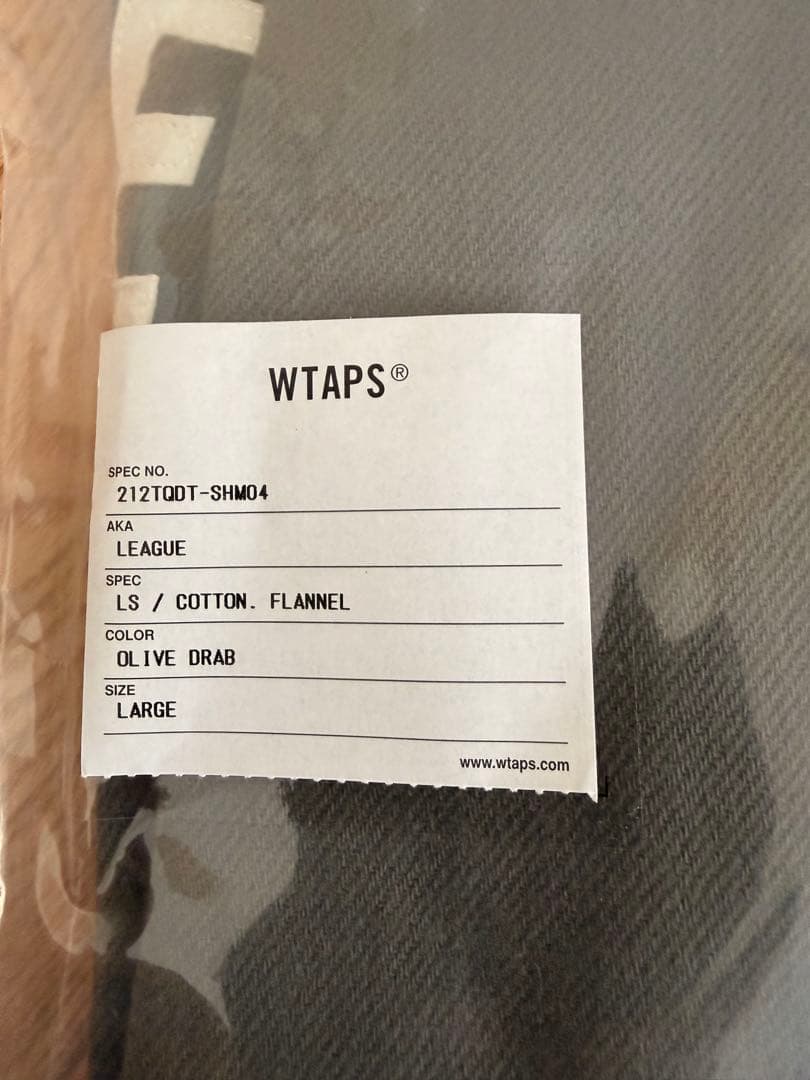 WTAPS®
SPEC NO.
212TQDT-SHM04
AKA
LEAGUE
SPEC
LS / COTTON. FLANNEL
COLOR
OLIVE DRAB
SIZE
LARGE
www.wtaps.com